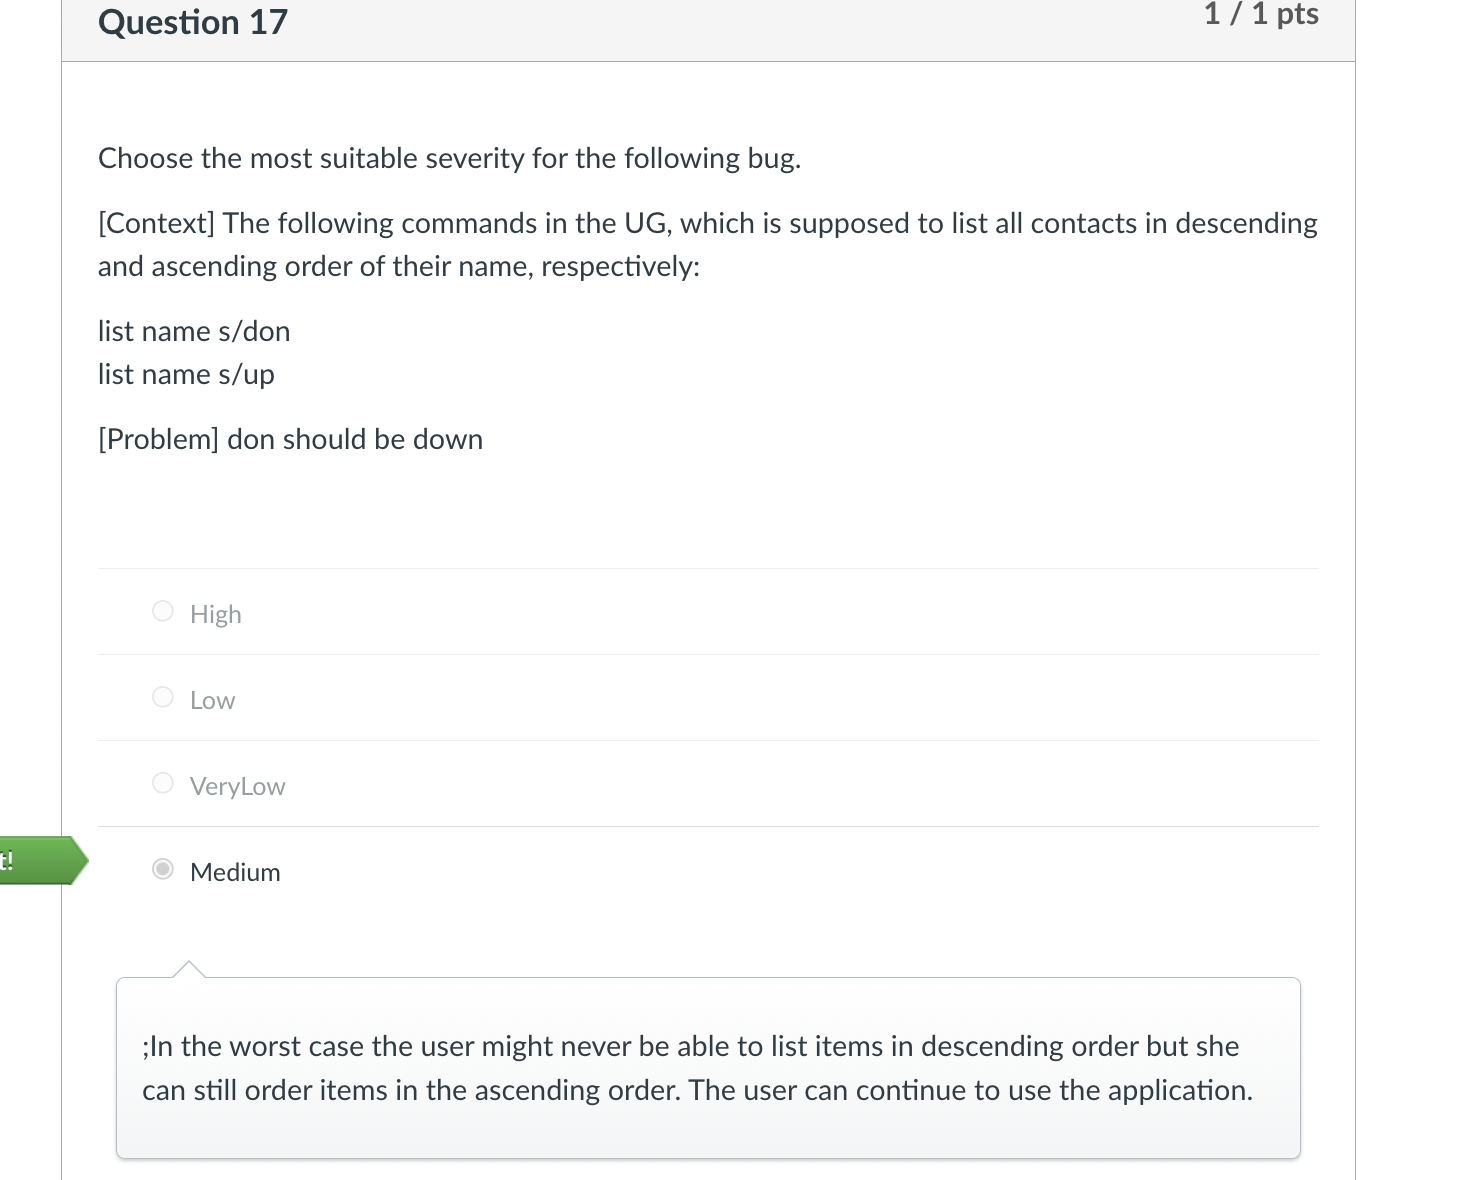 Question 17
1 / 1 pts
Choose the most suitable severity for the following bug.
[Context] The following commands in the UG, which is supposed to list all contacts in descending
and ascending order of their name, respectively:
list name s/don
list name s/up
[Problem] don should be down
High
Low
VeryLow
t!
Medium
;In the worst case the user might never be able to list items in descending order but she
can still order items in the ascending order. The user can continue to use the application.